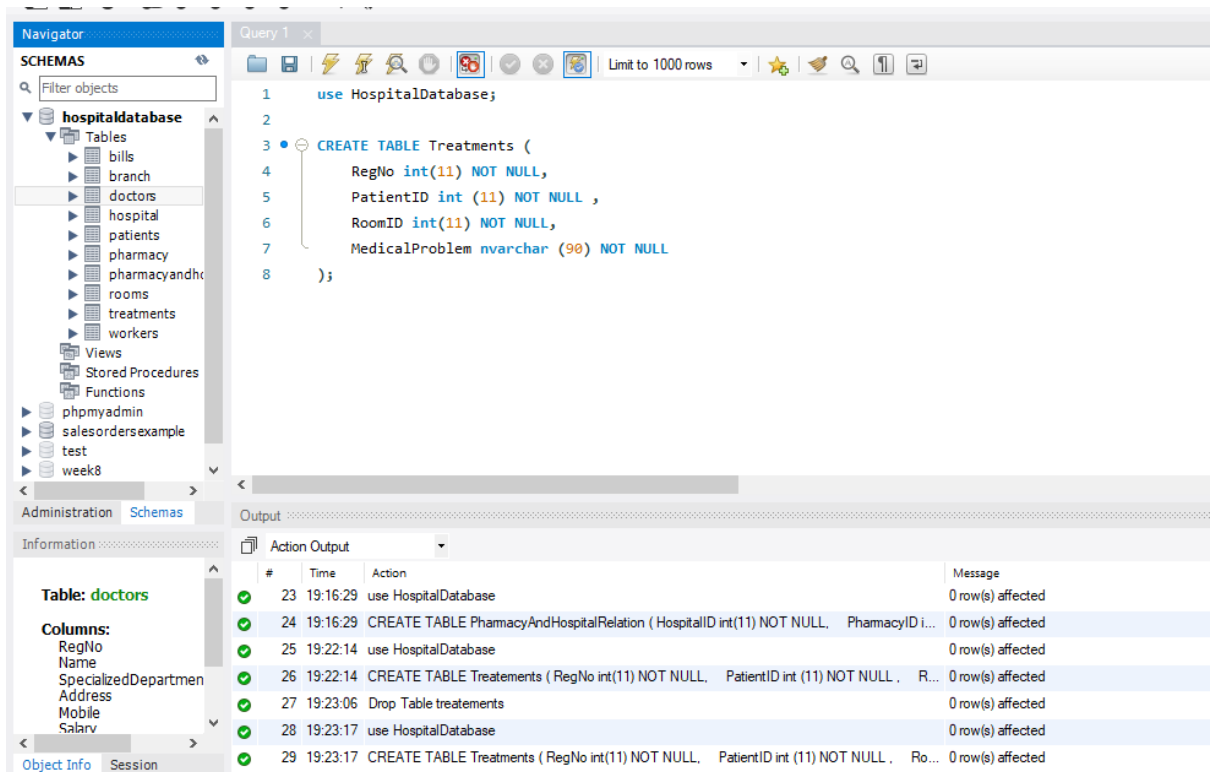 Navigator
SCHEMAS
Filter objects
hospitaldatabase
Tables
bills
branch
doctors
hospital
patients
pharmacy
pharmacyandho
rooms
treatments
workers
Views
Stored Procedures
Functions
phpmyadmin
salesordersexample
test
week8
Administration Schemas
Information
Table: doctors
Columns:
RegNo
Name
SpecializedDepartmen
Address
Mobile
Salary
Object Info Session
Query 1
Limit to 1000 rows
1 use HospitalDatabase;
2
3 CREATE TABLE Treatments (
4 RegNo int(11) NOT NULL,
5 PatientID int (11) NOT NULL ,
6 RoomID int(11) NOT NULL,
7 MedicalProblem nvarchar (90) NOT NULL
8 );
Output
Action Output
# Time Action Message
23 19:16:29 use HospitalDatabase 0 row(s) affected
24 19:16:29 CREATE TABLE PharmacyAndHospitalRelation ( HospitalID int(11) NOT NULL, PharmacyID i... 0 row(s) affected
25 19:22:14 use HospitalDatabase 0 row(s) affected
26 19:22:14 CREATE TABLE Treatements ( RegNo int(11) NOT NULL, PatientID int (11) NOT NULL , R... 0 row(s) affected
27 19:23:06 Drop Table treatements 0 row(s) affected
28 19:23:17 use HospitalDatabase 0 row(s) affected
29 19:23:17 CREATE TABLE Treatments ( RegNo int(11) NOT NULL, PatientID int (11) NOT NULL , Ro... 0 row(s) affected